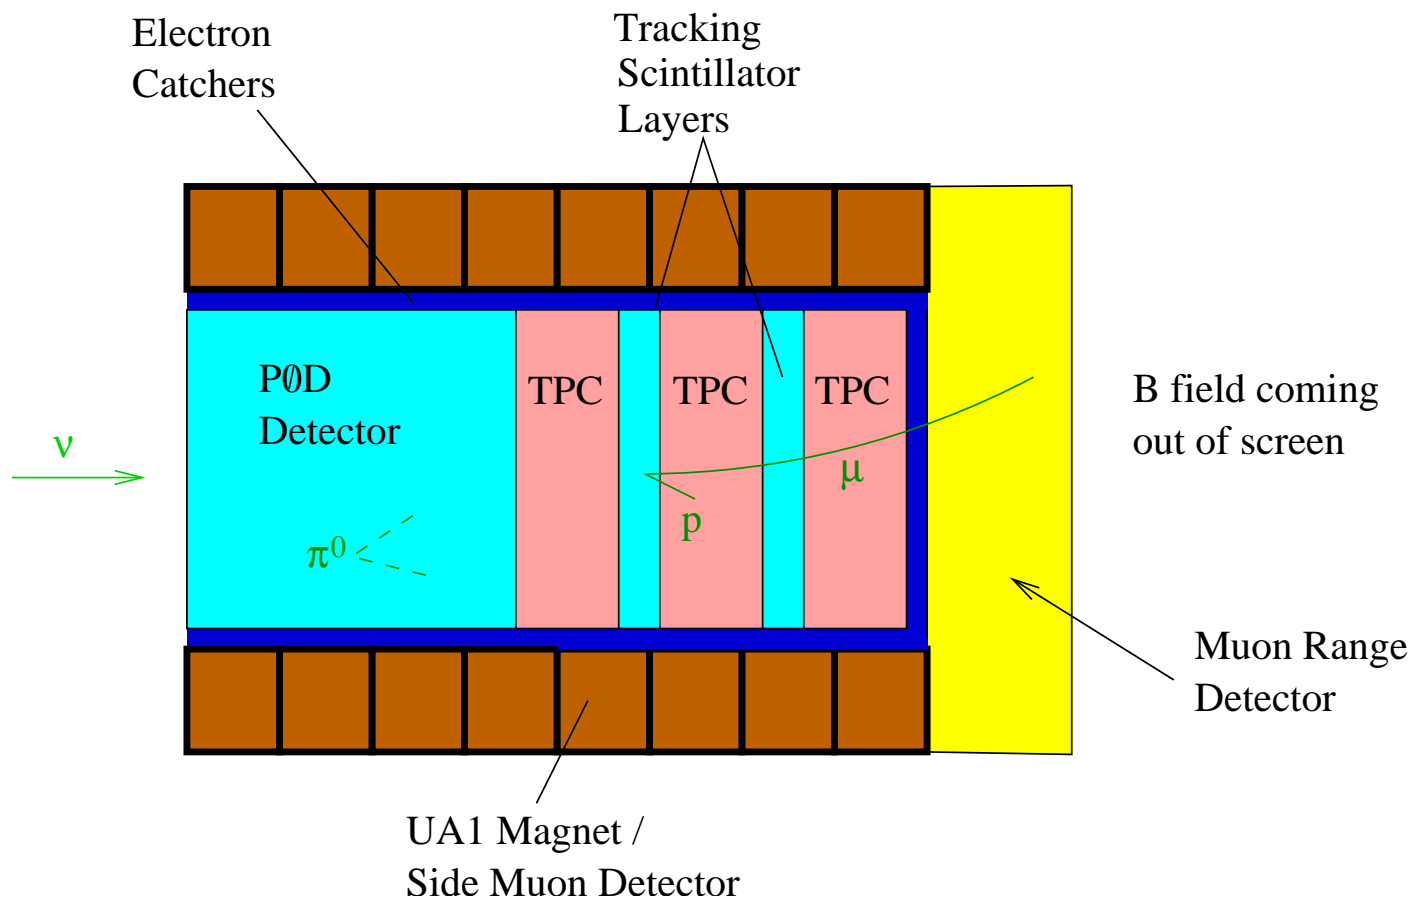 Electron
Catchers
Tracking
Scintillator
Layers
P0D
Detector
TPC
TPC
TPC
ν
μ
p
π⁰
B field coming
out of screen
Muon Range
Detector
UA1 Magnet /
Side Muon Detector